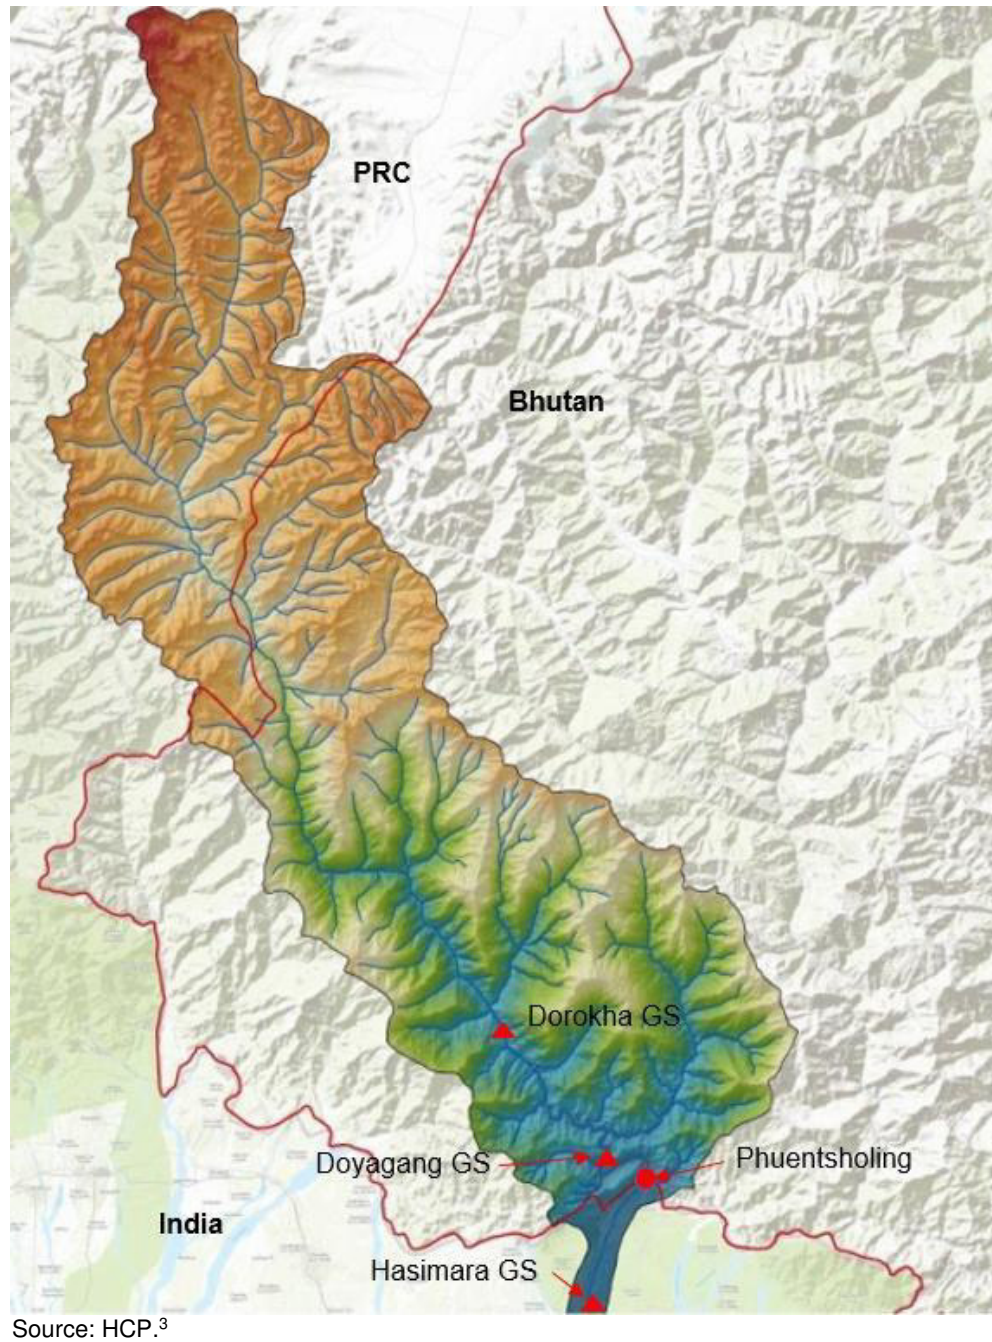 PRC
Bhutan
Dorokha GS
Doyagang GS
Phuentsholing
India
Hasimara GS
Source: HCP.³